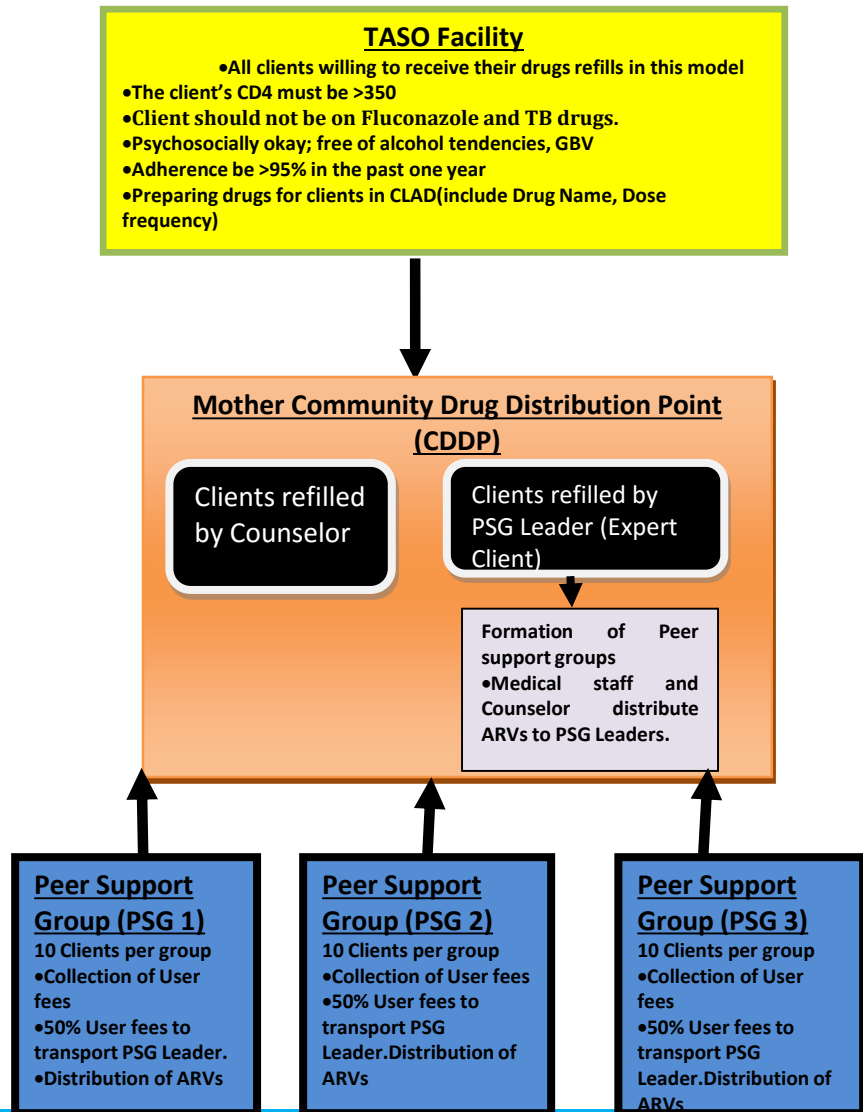 TASO Facility
•All clients willing to receive their drugs refills in this model
•The client's CD4 must be >350
•Client should not be on Fluconazole and TB drugs.
•Psychosocially okay; free of alcohol tendencies, GBV
•Adherence be >95% in the past one year
•Preparing drugs for clients in CLAD(include Drug Name, Dose
frequency)
Mother Community Drug Distribution Point
(CDDP)
Clients refilled
by Counselor
Clients refilled by
PSG Leader (Expert
Client)
Formation of Peer
support groups
•Medical staff and
Counselor distribute
ARVs to PSG Leaders.
Peer Support
Group (PSG 1)
10 Clients per group
•Collection of User
fees
•50% User fees to
transport PSG Leader.
•Distribution of ARVs
Peer Support
Group (PSG 2)
10 Clients per group
•Collection of User fees
•50% User fees to
transport PSG
Leader.Distribution of
ARVs
Peer Support
Group (PSG 3)
10 Clients per group
•Collection of User
fees
•50% User fees to
transport PSG
Leader.Distribution of
ARVs